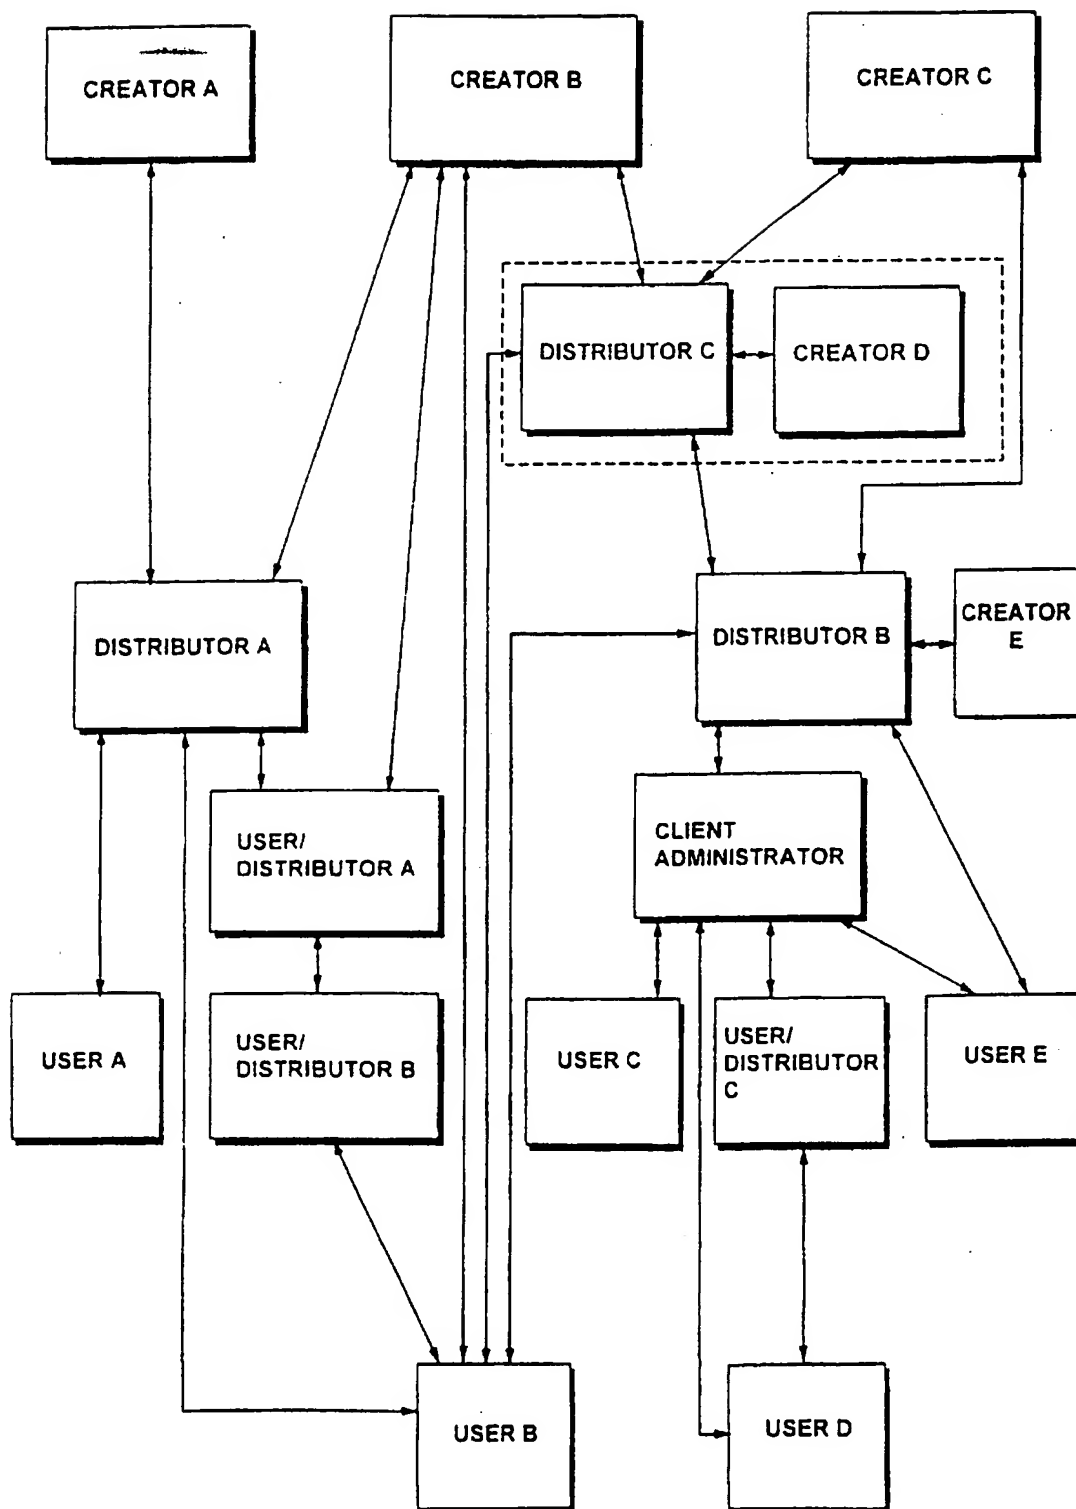 CREATOR A
CREATOR B
CREATOR C
DISTRIBUTOR C
CREATOR D
DISTRIBUTOR A
DISTRIBUTOR B
CREATOR
E
USER/
DISTRIBUTOR A
CLIENT
ADMINISTRATOR
USER A
USER/
DISTRIBUTOR B
USER C
USER/
DISTRIBUTOR
C
USER E
USER B
USER D